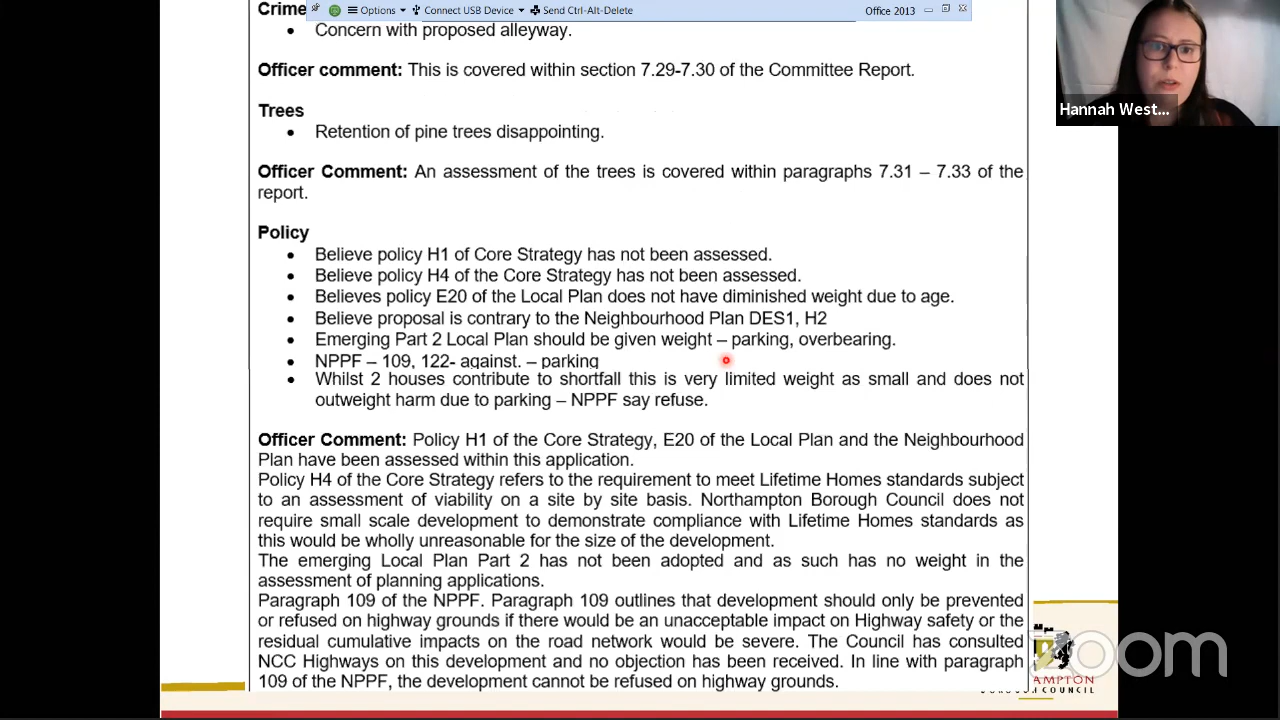 Crime
Options
Connect USB Device
Send Ctrl-Alt-Delete
Office 2013
• Concern with proposed alleyway.
Officer comment: This is covered within section 7.29-7.30 of the Committee Report.
Hannah West...
Trees
• Retention of pine trees disappointing.
Officer Comment: An assessment of the trees is covered within paragraphs 7.31 – 7.33 of the
report.
Policy
• Believe policy H1 of Core Strategy has not been assessed.
• Believe policy H4 of the Core Strategy has not been assessed.
• Believes policy E20 of the Local Plan does not have diminished weight due to age.
• Believe proposal is contrary to the Neighbourhood Plan DES1, H2
• Emerging Part 2 Local Plan should be given weight – parking, overbearing.
• NPPF – 109, 122- against. – parking
• Whilst 2 houses contribute to shortfall this is very limited weight as small and does not
outweight harm due to parking – NPPF say refuse.
Officer Comment: Policy H1 of the Core Strategy, E20 of the Local Plan and the Neighbourhood
Plan have been assessed within this application.
Policy H4 of the Core Strategy refers to the requirement to meet Lifetime Homes standards subject
to an assessment of viability on a site by site basis. Northampton Borough Council does not
require small scale development to demonstrate compliance with Lifetime Homes standards as
this would be wholly unreasonable for the size of the development.
The emerging Local Plan Part 2 has not been adopted and as such has no weight in the
assessment of planning applications.
Paragraph 109 of the NPPF. Paragraph 109 outlines that development should only be prevented
or refused on highway grounds if there would be an unacceptable impact on Highway safety or the
residual cumulative impacts on the road network would be severe. The Council has consulted
NCC Highways on this development and no objection has been received. In line with paragraph
109 of the NPPF, the development cannot be refused on highway grounds.
zoom
AMPTON
BOROUGH COUNCIL